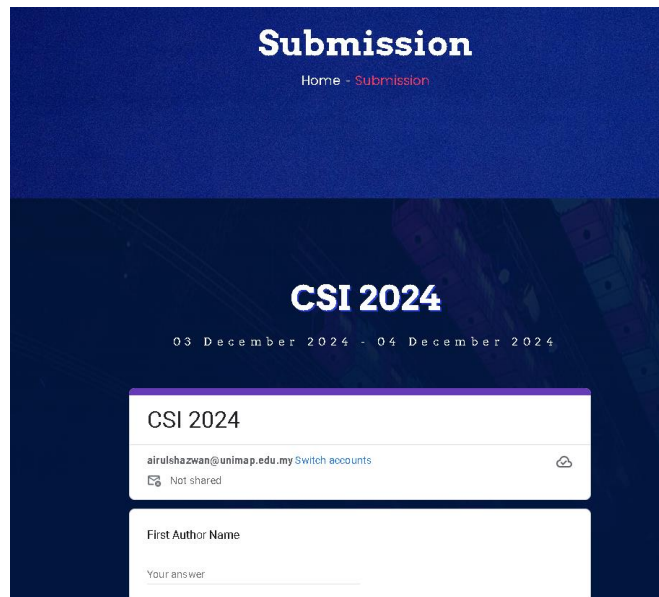 Submission
Home - Submission
CSI 2024
03 December 2024 - 04 December 2024
CSI 2024
airulshazwan@unimap.edu.my Switch accounts
Not shared
First Author Name
Your answer